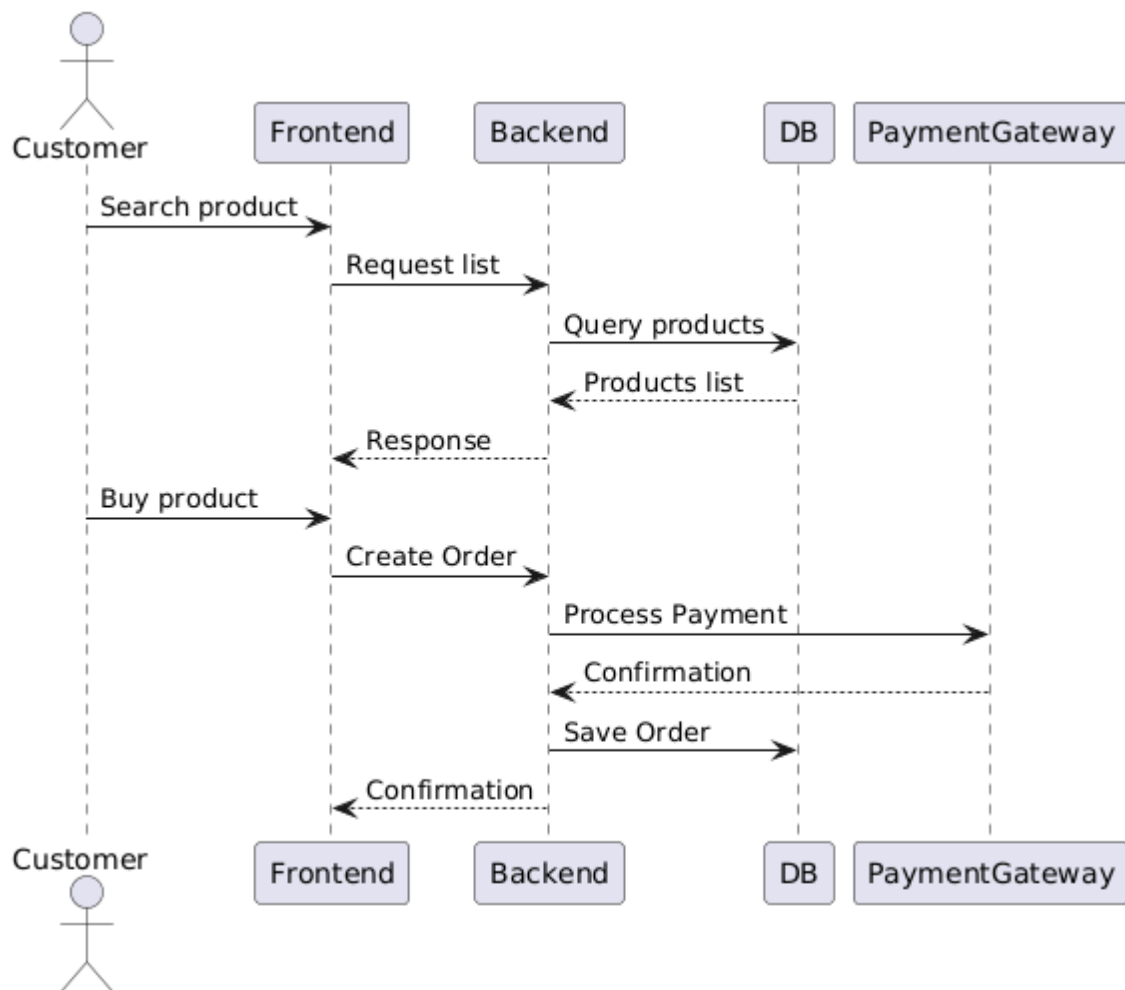 Customer
Frontend
Backend
DB
PaymentGateway
Search product
Request list
Query products
Products list
Response
Buy product
Create Order
Process Payment
Confirmation
Save Order
Confirmation
Customer
Frontend
Backend
DB
PaymentGateway